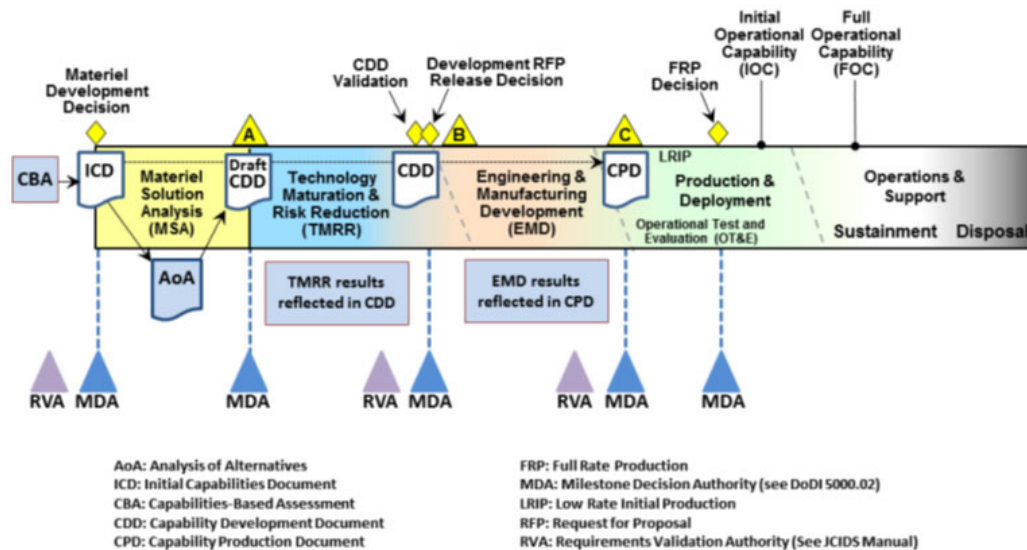 Materiel
Development
Decision
CDD
Validation
Development RFP
Release Decision
FRP
Decision
Initial
Operational
Capability
(IOC)
Full
Operational
Capability
(FOC)
A
B
C
CBA
ICD
Materiel
Solution
Analysis
(MSA)
Draft
CDD
Technology
Maturation
& Risk
Reduction
(TMRR)
CDD
Engineering &
Manufacturing
Development
(EMD)
CPD
LRIP
Production &
Deployment
Operational Test and
Evaluation (OT&E)
Operations &
Support
Sustainment
Disposal
AoA
TMRR results
reflected in CDD
EMD results
reflected in CPD
RVA
MDA
MDA
RVA
MDA
RVA
MDA
MDA
AoA: Analysis of Alternatives
ICD: Initial Capabilities Document
CBA: Capabilities-Based Assessment
CDD: Capability Development Document
CPD: Capability Production Document
FRP: Full Rate Production
MDA: Milestone Decision Authority (see DoDI 5000.02)
LRIP: Low Rate Initial Production
RFP: Request for Proposal
RVA: Requirements Validation Authority (See JCIDS Manual)